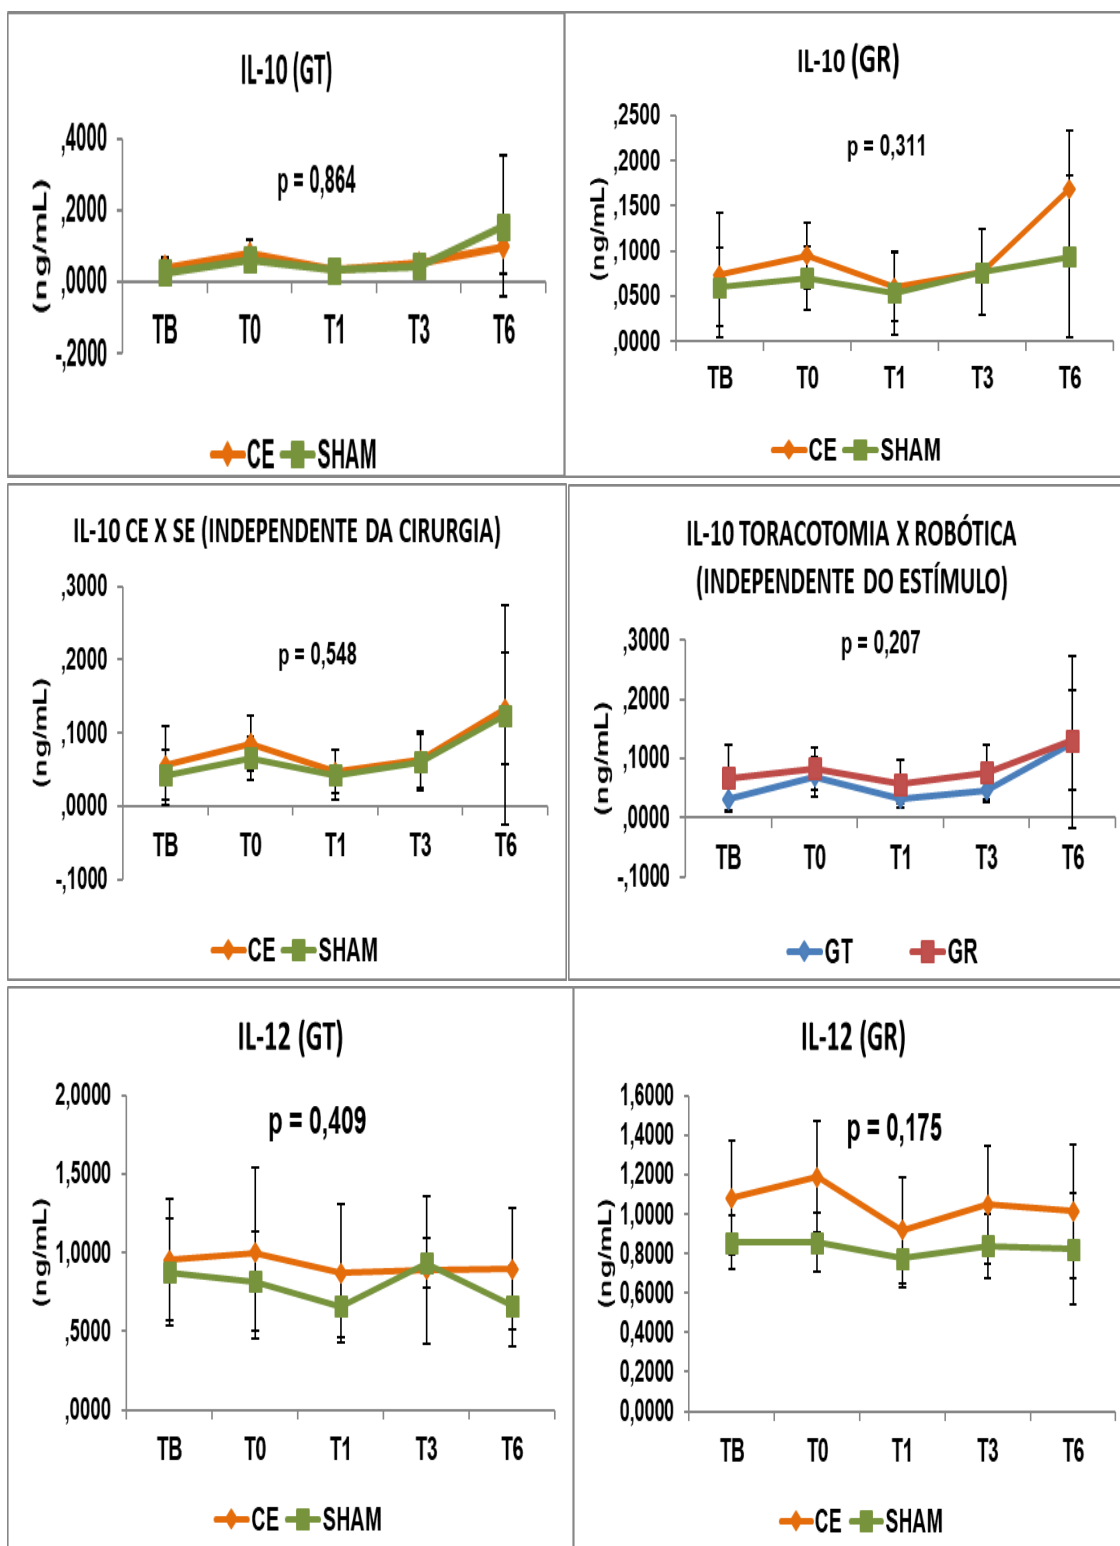 IL-10 (GT)
p = 0,864
(ng/mL)
,4000
,2000
,0000
-,2000
TB T0 T1 T3 T6
CE SHAM
IL-10 (GR)
p = 0,311
(ng/mL)
,2500
,2000
,1500
,1000
,0500
,0000
TB T0 T1 T3 T6
CE SHAM
IL-10 CE X SE (INDEPENDENTE DA CIRURGIA)
p = 0,548
(ng/mL)
,3000
,2000
,1000
,0000
-,1000
TB T0 T1 T3 T6
CE SHAM
IL-10 TORACOTOMIA X ROBÓTICA
(INDEPENDENTE DO ESTÍMULO)
p = 0,207
(ng/mL)
,3000
,2000
,1000
,0000
-,1000
TB T0 T1 T3 T6
GT GR
IL-12 (GT)
p = 0,409
(ng/mL)
2,0000
1,5000
1,0000
,5000
,0000
TB T0 T1 T3 T6
CE SHAM
IL-12 (GR)
p = 0,175
(ng/mL)
1,6000
1,4000
1,2000
1,0000
0,8000
0,6000
0,4000
0,2000
0,0000
TB T0 T1 T3 T6
CE SHAM